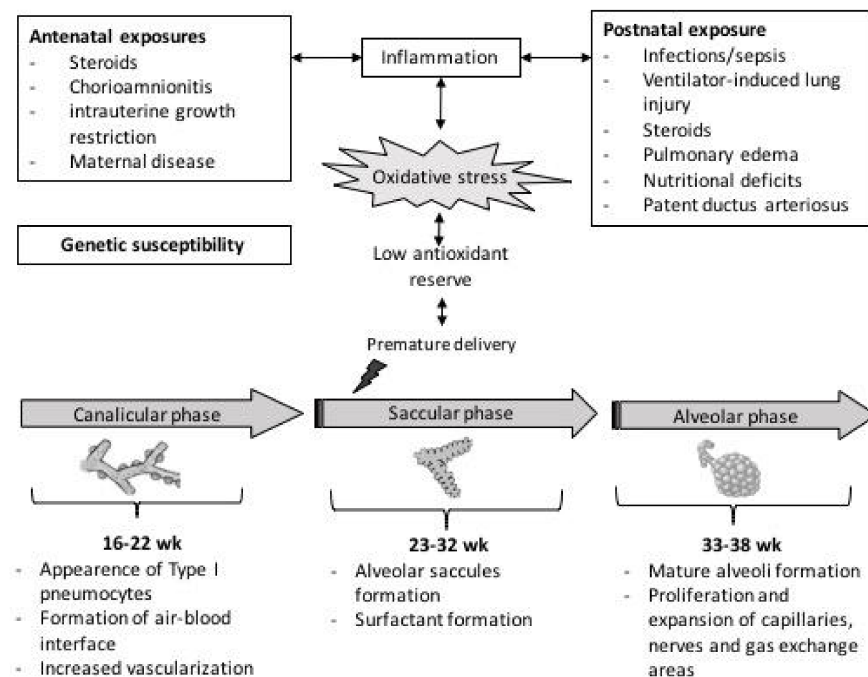 Antenatal exposures
- Steroids
- Chorioamnionitis
- intrauterine growth
restriction
- Maternal disease
Inflammation
Postnatal exposure
- Infections/sepsis
- Ventilator-induced lung
injury
- Steroids
- Pulmonary edema
- Nutritional deficits
- Patent ductus arteriosus
Oxidative stress
Genetic susceptibility
Low antioxidant
reserve
Premature delivery
Canalicular phase
Saccular phase
Alveolar phase
16-22 wk
- Appearence of Type I
pneumocytes
- Formation of air-blood
interface
- Increased vascularization
23-32 wk
- Alveolar saccules
formation
- Surfactant formation
33-38 wk
- Mature alveoli formation
- Proliferation and
expansion of capillaries,
nerves and gas exchange
areas